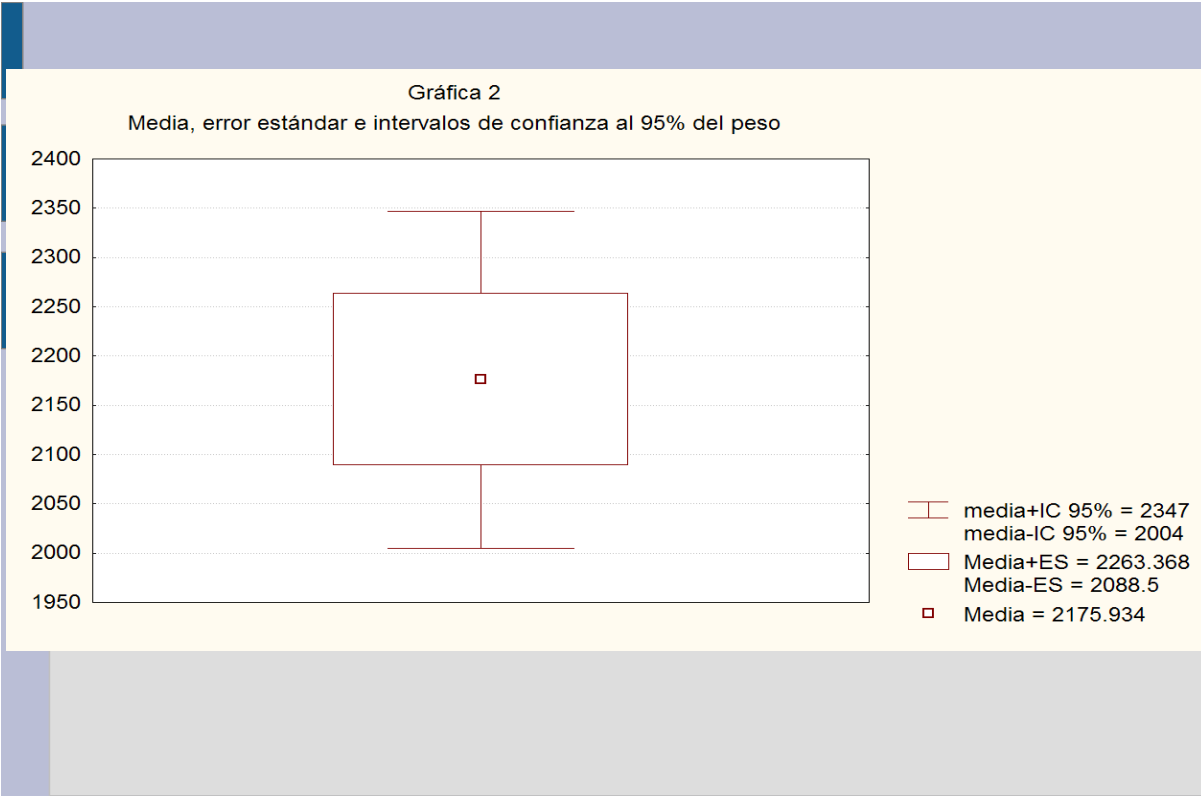 Gráfica 2
Media, error estándar e intervalos de confianza al 95% del peso
2400
2350
2300
2250
2200
2150
2100
2050
2000
1950
media+IC 95% = 2347
media-IC 95% = 2004
Media+ES = 2263.368
Media-ES = 2088.5
Media = 2175.934